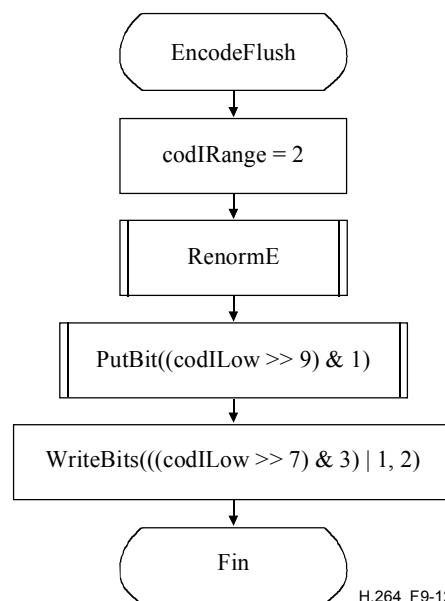 EncodeFlush
codIRange = 2
RenormE
PutBit((codILow >> 9) & 1)
WriteBits(((codILow >> 7) & 3) | 1, 2)
Fin